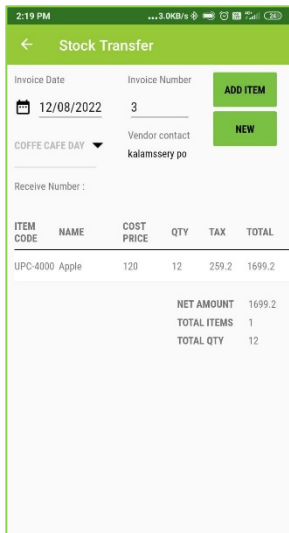 2:19 PM ...3.0KB/s
Stock Transfer
Invoice Date Invoice Number
ADD ITEM
12/08/2022 3
NEW
COFFE CAFE DAY
Vendor contact
kalamssery po
Receive Number :
ITEM CODE NAME COST PRICE QTY TAX TOTAL
UPC-4000 Apple 120 12 259.2 1699.2
NET AMOUNT 1699.2
TOTAL ITEMS 1
TOTAL QTY 12